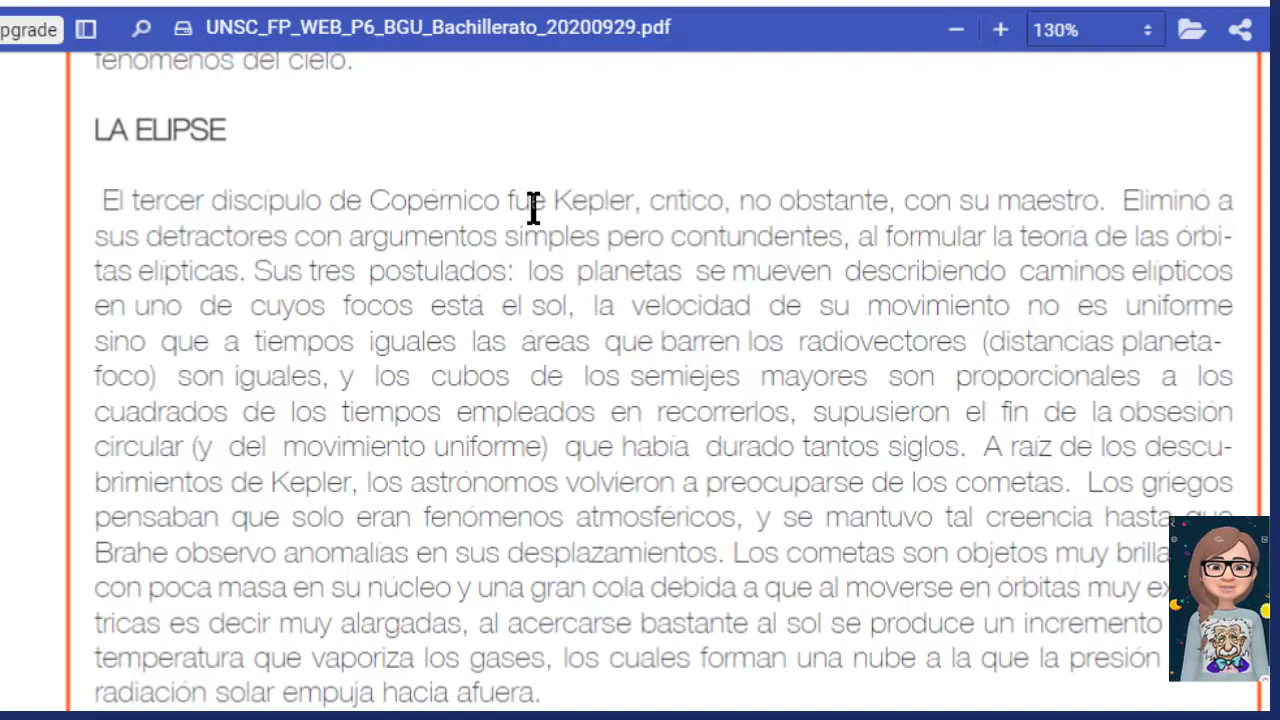 pgrade UNSC_FP_WEB_P6_BGU_Bachillerato_20200929.pdf 130%
fenómenos del cielo.
LA ELIPSE
El tercer discípulo de Copérnico fue Kepler, crítico, no obstante, con su maestro. Eliminó a
sus detractores con argumentos simples pero contundentes, al formular la teoría de las órbi-
tas elípticas. Sus tres postulados: los planetas se mueven describiendo caminos elípticos
en uno de cuyos focos está el sol, la velocidad de su movimiento no es uniforme
sino que a tiempos iguales las áreas que barren los radiovectores (distancias planeta-
foco) son iguales, y los cubos de los semiejes mayores son proporcionales a los
cuadrados de los tiempos empleados en recorrerlos, supusieron el fin de la obsesión
circular (y del movimiento uniforme) que había durado tantos siglos. A raíz de los descu-
brimientos de Kepler, los astrónomos volvieron a preocuparse de los cometas. Los griegos
pensaban que solo eran fenómenos atmosféricos, y se mantuvo tal creencia hasta que
Brahe observo anomalías en sus desplazamientos. Los cometas son objetos muy brilla
con poca masa en su núcleo y una gran cola debida a que al moverse en órbitas muy ex
tricas es decir muy alargadas, al acercarse bastante al sol se produce un incremento
temperatura que vaporiza los gases, los cuales forman una nube a la que la presión
radiación solar empuja hacia afuera.